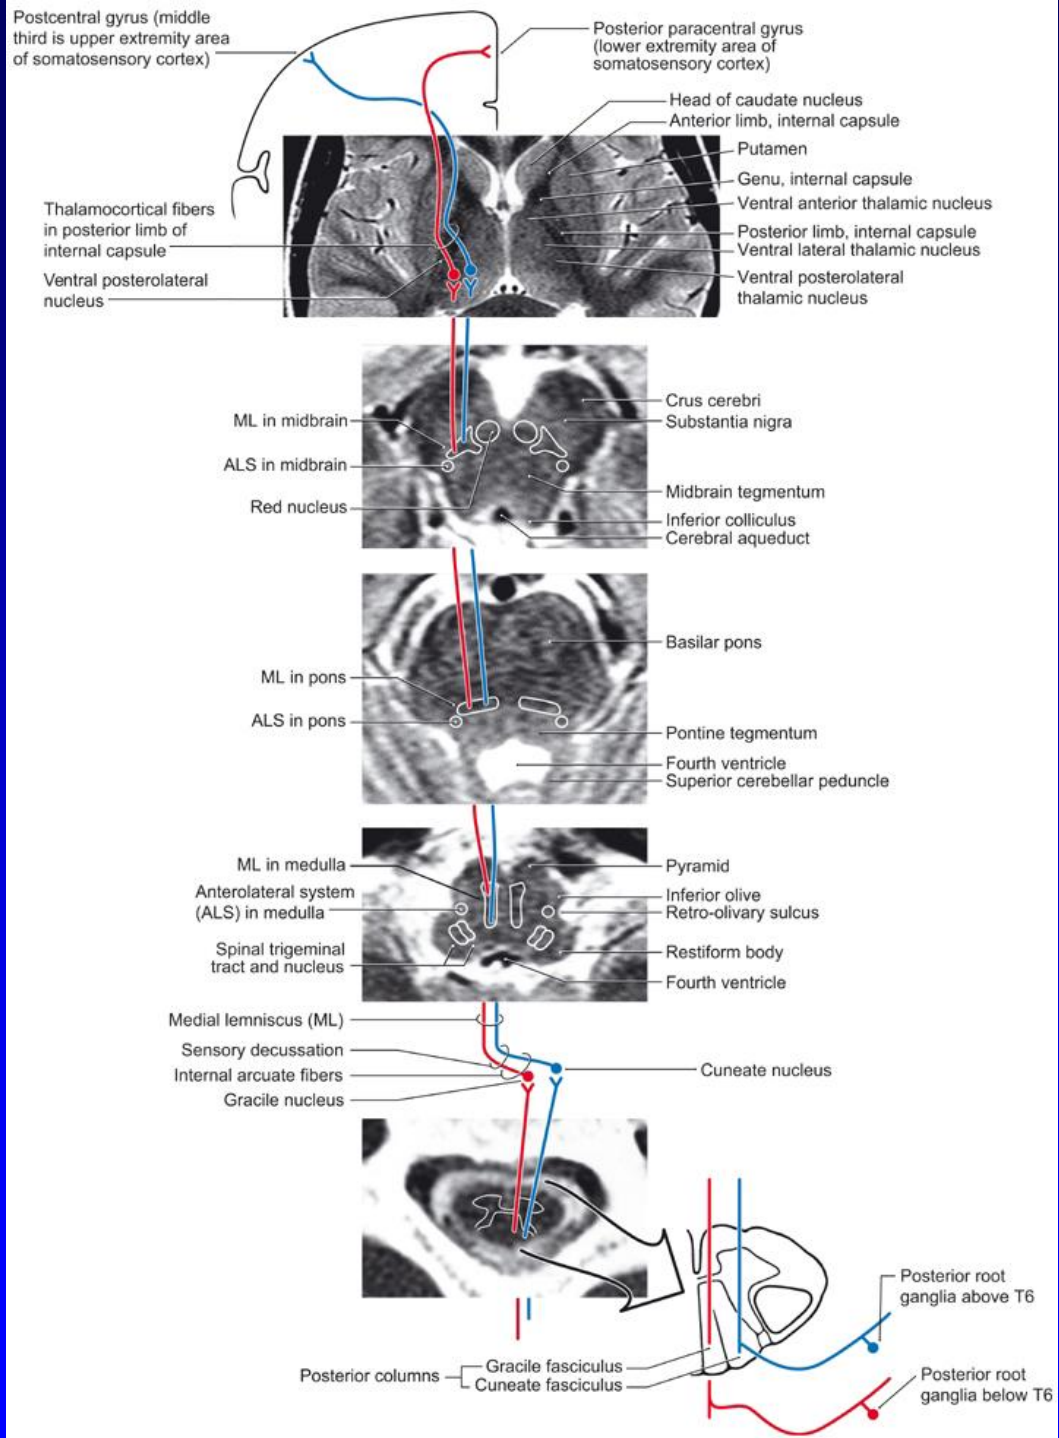 Postcentral gyrus (middle
third is upper extremity area
of somatosensory cortex)
Posterior paracentral gyrus
(lower extremity area of
somatosensory cortex)
Head of caudate nucleus
Anterior limb, internal capsule
Putamen
Genu, internal capsule
Ventral anterior thalamic nucleus
Posterior limb, internal capsule
Ventral lateral thalamic nucleus
Ventral posterolateral
thalamic nucleus
Thalamocortical fibers
in posterior limb of
internal capsule
Ventral posterolateral
nucleus
ML in midbrain
ALS in midbrain
Red nucleus
Crus cerebri
Substantia nigra
Midbrain tegmentum
Inferior colliculus
Cerebral aqueduct
ML in pons
ALS in pons
Basilar pons
Pontine tegmentum
Fourth ventricle
Superior cerebellar peduncle
ML in medulla
Anterolateral system
(ALS) in medulla
Spinal trigeminal
tract and nucleus
Pyramid
Inferior olive
Retro-olivary sulcus
Restiform body
Fourth ventricle
Medial lemniscus (ML)
Sensory decussation
Internal arcuate fibers
Gracile nucleus
Cuneate nucleus
Posterior root
ganglia above T6
Posterior columns
Gracile fasciculus
Cuneate fasciculus
Posterior root
ganglia below T6